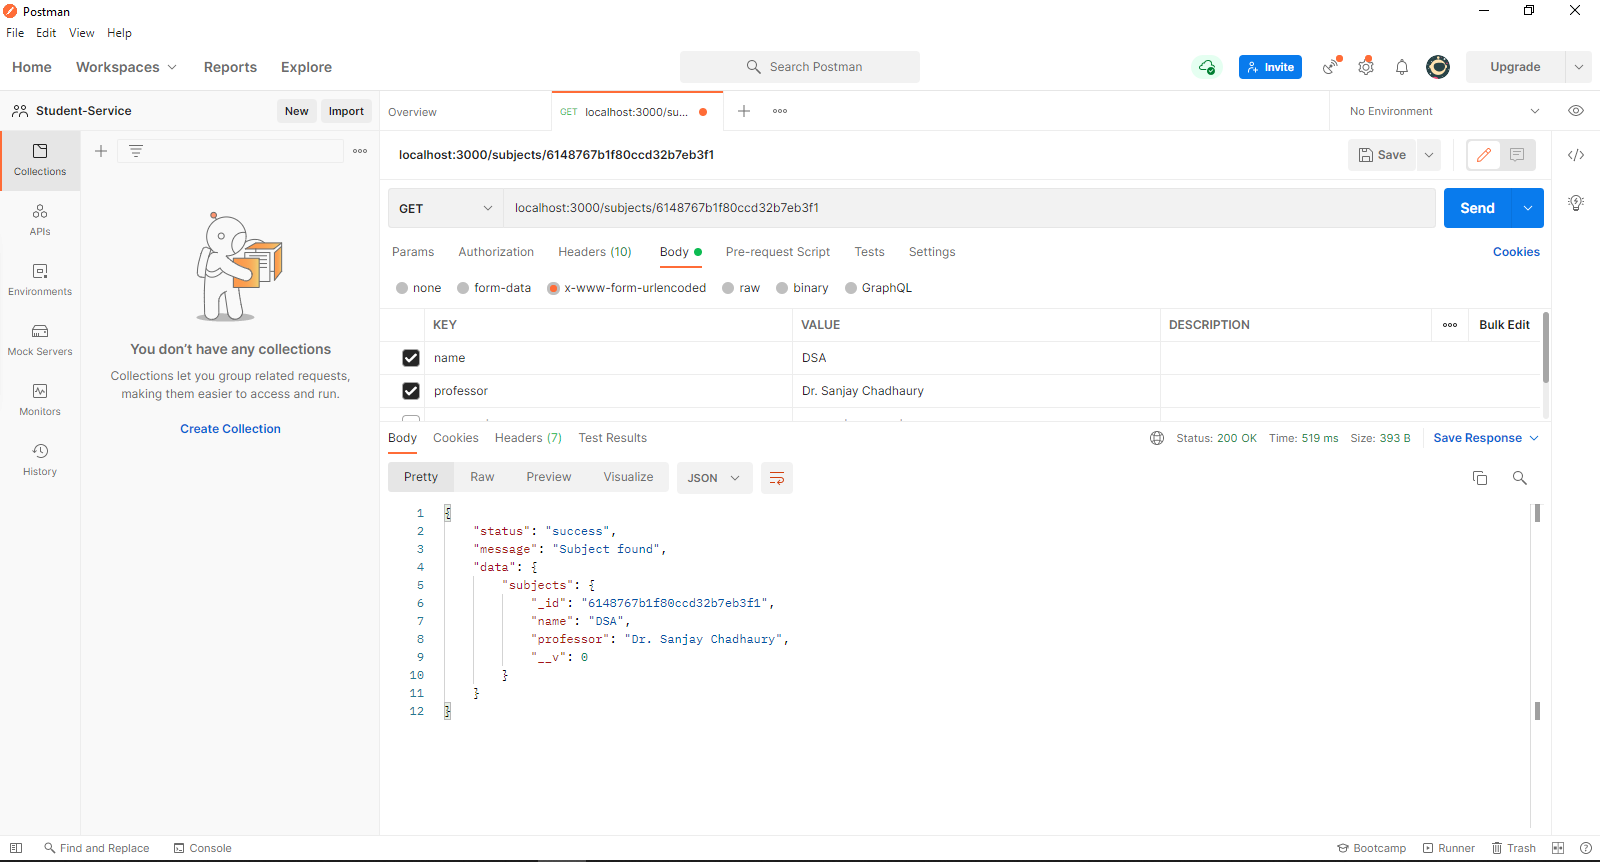 Postman
File Edit View Help
Home Workspaces Reports Explore Search Postman Invite Upgrade
Student-Service New Import Overview GET localhost:3000/su... No Environment
localhost:3000/subjects/6148767b1f80ccd32b7eb3f1 Save
Collections
GET localhost:3000/subjects/6148767b1f80ccd32b7eb3f1 Send
APIs
Params Authorization Headers (10) Body Pre-request Script Tests Settings Cookies
Environments
none form-data x-www-form-urlencoded raw binary GraphQL
KEY VALUE DESCRIPTION Bulk Edit
Mock Servers
You don't have any collections
name DSA
Collections let you group related requests,
making them easier to access and run.
professor Dr. Sanjay Chadhaury
Monitors
Create Collection
Body Cookies Headers (7) Test Results Status: 200 OK Time: 519 ms Size: 393 B Save Response
History
Pretty Raw Preview Visualize JSON
1 {
2 "status": "success",
3 "message": "Subject found",
4 "data": {
5 "subjects": {
6 "_id": "6148767b1f80ccd32b7eb3f1",
7 "name": "DSA",
8 "professor": "Dr. Sanjay Chadhaury",
9 "__v": 0
10 }
11 }
12 }
Find and Replace Console Bootcamp Runner Trash